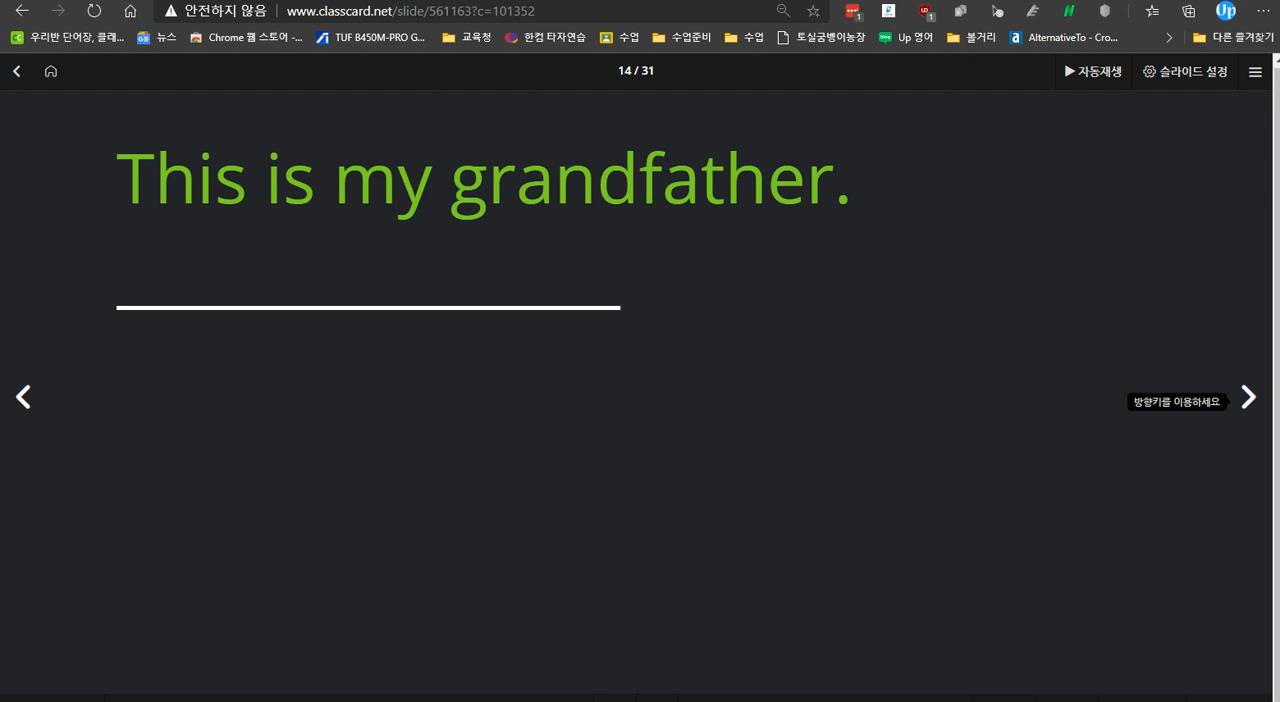 안전하지 않음 www.classcard.net/slide/561163?c=101352
우리반 단어장, 클래... 뉴스 Chrome 웹 스토어 -... TUF B450M-PRO G... 교육청 한컴 타자연습 수업 수업준비 수업 토실궁뱅이농장 Up 영어 볼거리 AlternativeTo - Cro... 다른 즐겨찾기
14 / 31 자동재생 슬라이드 설정
This is my grandfather.
방향키를 이용하세요